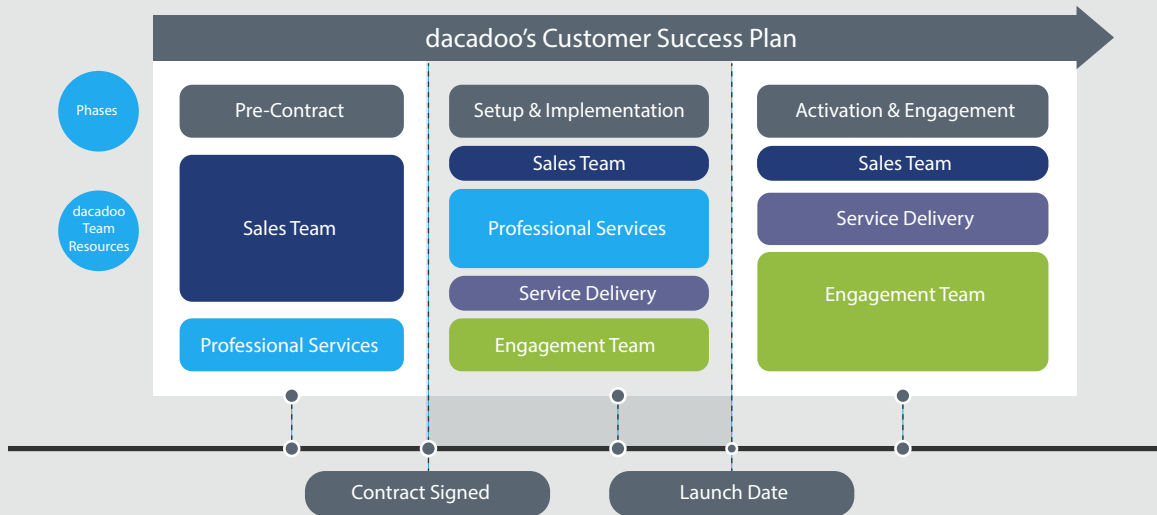 dacadoo's Customer Success Plan
Phases
Pre-Contract
Setup & Implementation
Activation & Engagement
dacadoo
Team
Resources
Sales Team
Professional Services
Sales Team
Professional Services
Service Delivery
Engagement Team
Sales Team
Service Delivery
Engagement Team
Contract Signed
Launch Date